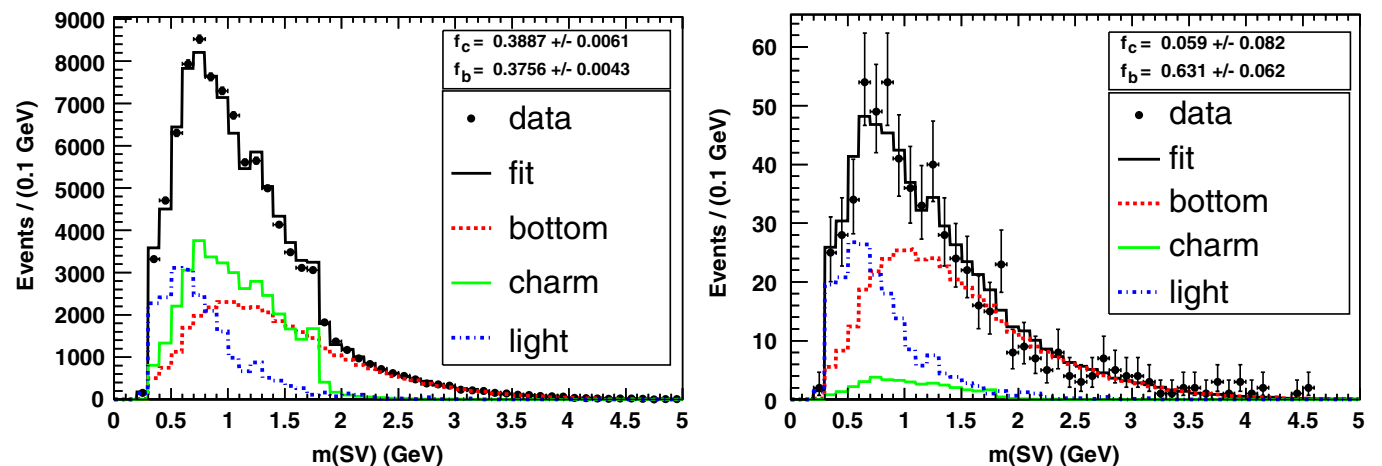 9000
8000
7000
6000
5000
4000
3000
2000
1000
0
Events / (0.1 GeV)
f_c = 0.3887 +/- 0.0061
f_b = 0.3756 +/- 0.0043
data
fit
bottom
charm
light
0 0.5 1 1.5 2 2.5 3 3.5 4 4.5 5
m(SV) (GeV)
60
50
40
30
20
10
0
Events / (0.1 GeV)
f_c = 0.059 +/- 0.082
f_b = 0.631 +/- 0.062
data
fit
bottom
charm
light
0 0.5 1 1.5 2 2.5 3 3.5 4 4.5 5
m(SV) (GeV)